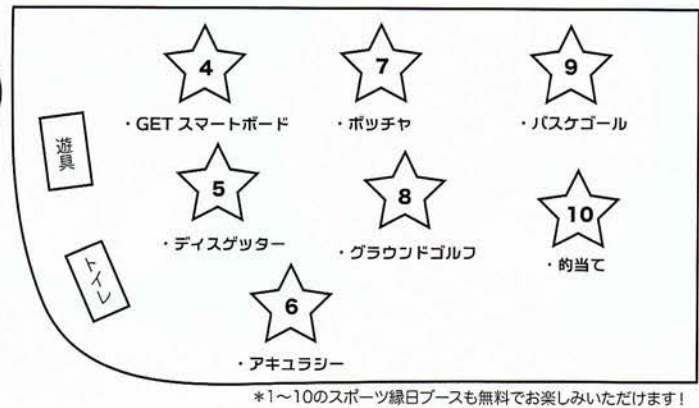 4
7
9
・GET スマートボード
・ボッチャ
・バスケゴール
遊具
5
8
10
・ディスゲッター
・グラウンドゴルフ
・的当て
トイレ
6
・アキュラシー
*1〜10のスポーツ縁日ブースも無料でお楽しみいただけます!